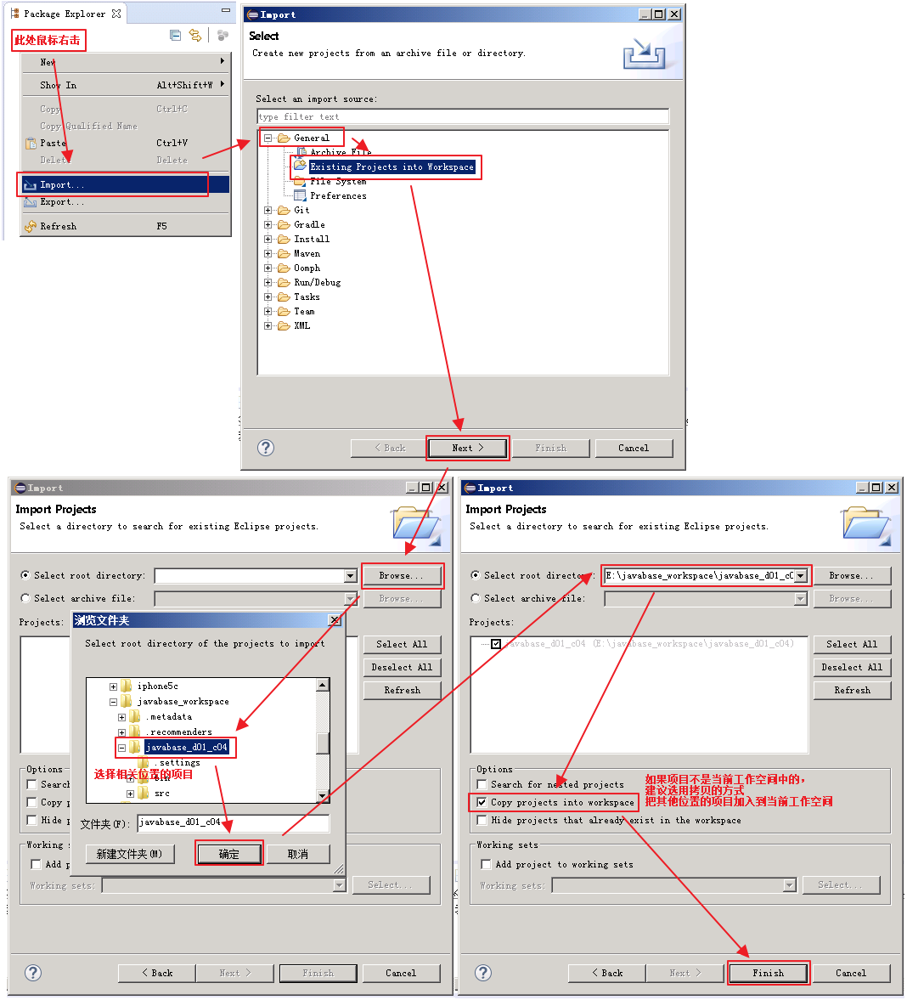 Package Explorer
此处鼠标右击
New
Show In Alt+Shift+W
Copy Ctrl+C
Copy Qualified Name
Paste Ctrl+V
Delete Delete
Import...
Export...
Refresh F5
Import
Select
Create new projects from an archive file or directory.
Select an import source:
type filter text
General
Archive File
Existing Projects into Workspace
File System
Preferences
Git
Gradle
Install
Maven
Oomph
Run/Debug
Tasks
Team
XML
< Back Next > Finish Cancel
Import
Import Projects
Select a directory to search for existing Eclipse projects.
Select root directory: Browse...
Select archive file: Browse...
Projects:
Select All
Deselect All
Refresh
浏览文件夹
Select root directory of the projects to import
iphone5c
javabase_workspace
.metadata
.recommenders
javabase_d01_c04
.settings
选择相关位置的项目
bin
src
文件夹(F): javabase_d01_c04
新建文件夹(M) 确定 取消
Options
Search
Copy p
Hide p
Working s
Add p
Working sets: Select...
< Back Next > Finish Cancel
Import
Import Projects
Select a directory to search for existing Eclipse projects.
Select root directory: E:\javabase_workspace\javabase_d01_c0 Browse...
Select archive file: Browse...
Projects:
javabase_d01_c04 (E:\javabase_workspace\javabase_d01_c04)
Select All
Deselect All
Refresh
Options
Search for nested projects
Copy projects into workspace
Hide projects that already exist in the workspace
如果项目不是当前工作空间中的，
建议选用拷贝的方式
把其他位置的项目加入到当前工作空间
Working sets
Add project to working sets
Working sets: Select...
< Back Next > Finish Cancel